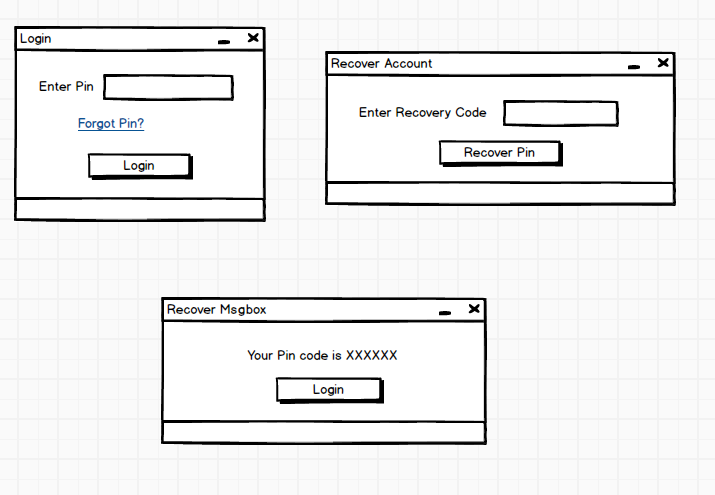 Login
Enter Pin
Forgot Pin?
Login
Recover Account
Enter Recovery Code
Recover Pin
Recover Msgbox
Your Pin code is XXXXXX
Login